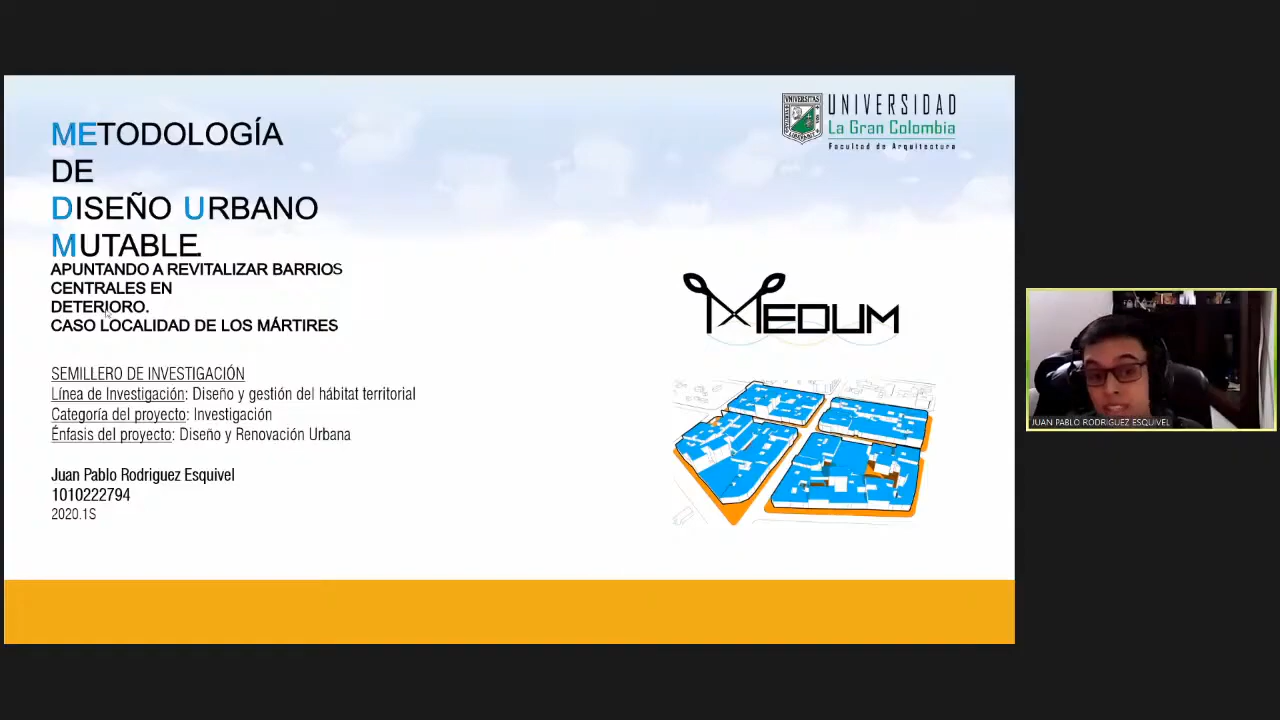 METODOLOGÍA
DE
DISEÑO URBANO
MUTABLE.
APUNTANDO A REVITALIZAR BARRIOS
CENTRALES EN
DETERIORO.
CASO LOCALIDAD DE LOS MÁRTIRES
SEMILLERO DE INVESTIGACIÓN
Línea de Investigación: Diseño y gestión del hábitat territorial
Categoría del proyecto: Investigación
Énfasis del proyecto: Diseño y Renovación Urbana
Juan Pablo Rodriguez Esquivel
1010222794
2020.1S
UNIVERSIDAD
La Gran Colombia
Facultad de Arquitectura
MEDUM
JUAN PABLO RODRIGUEZ ESQUIVEL